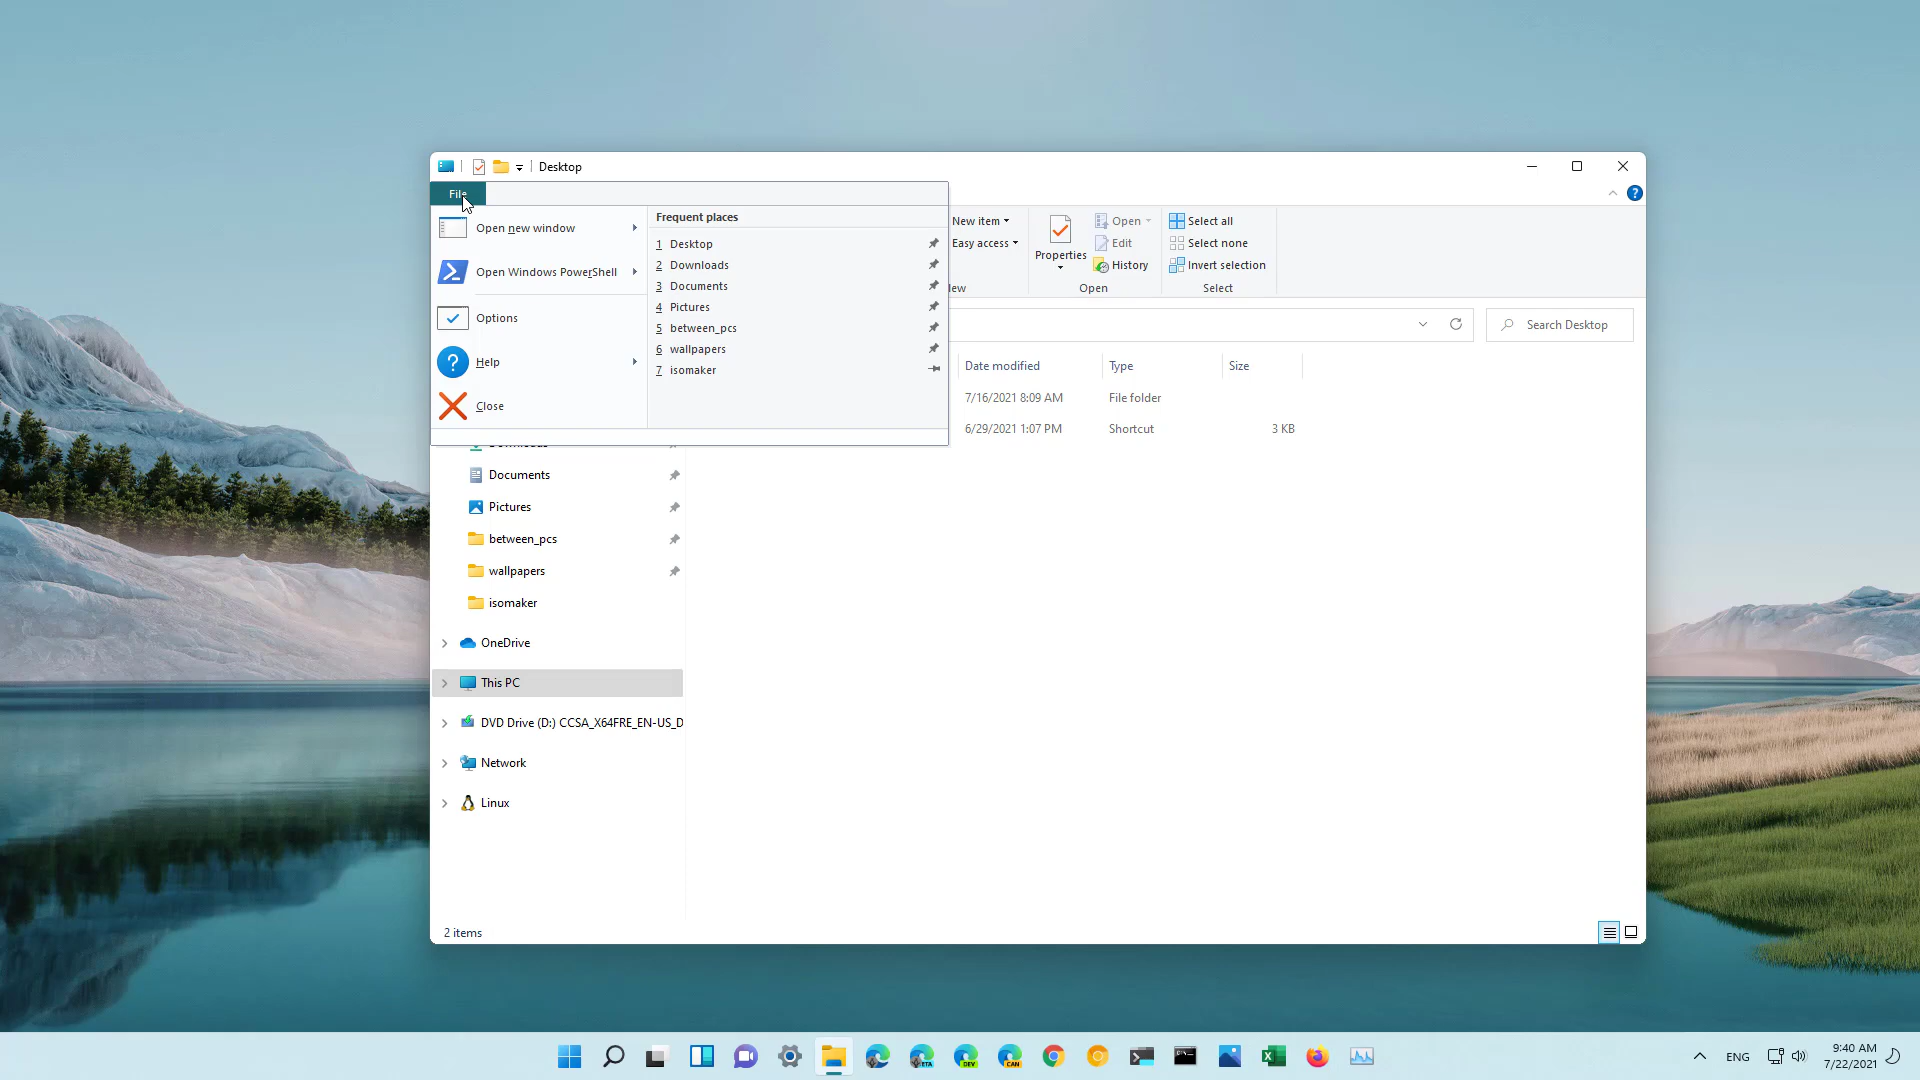 Desktop
File
Open new window
Open Windows PowerShell
Options
? Help
Close
Frequent places
1 Desktop
2 Downloads
3 Documents
4 Pictures
5 between_pcs
6 wallpapers
7 isomaker
New item
Easy access
Properties
Open
Edit
History
Open
Select all
Select none
Invert selection
Select
?
Search Desktop
Date modified Type Size
7/16/2021 8:09 AM File folder
6/29/2021 1:07 PM Shortcut 3 KB
Documents
Pictures
between_pcs
wallpapers
isomaker
OneDrive
This PC
DVD Drive (D:) CCSA_X64FRE_EN-US_D
Network
Linux
2 items
BETA
DEV
CAN
ENG
9:40 AM
7/22/2021